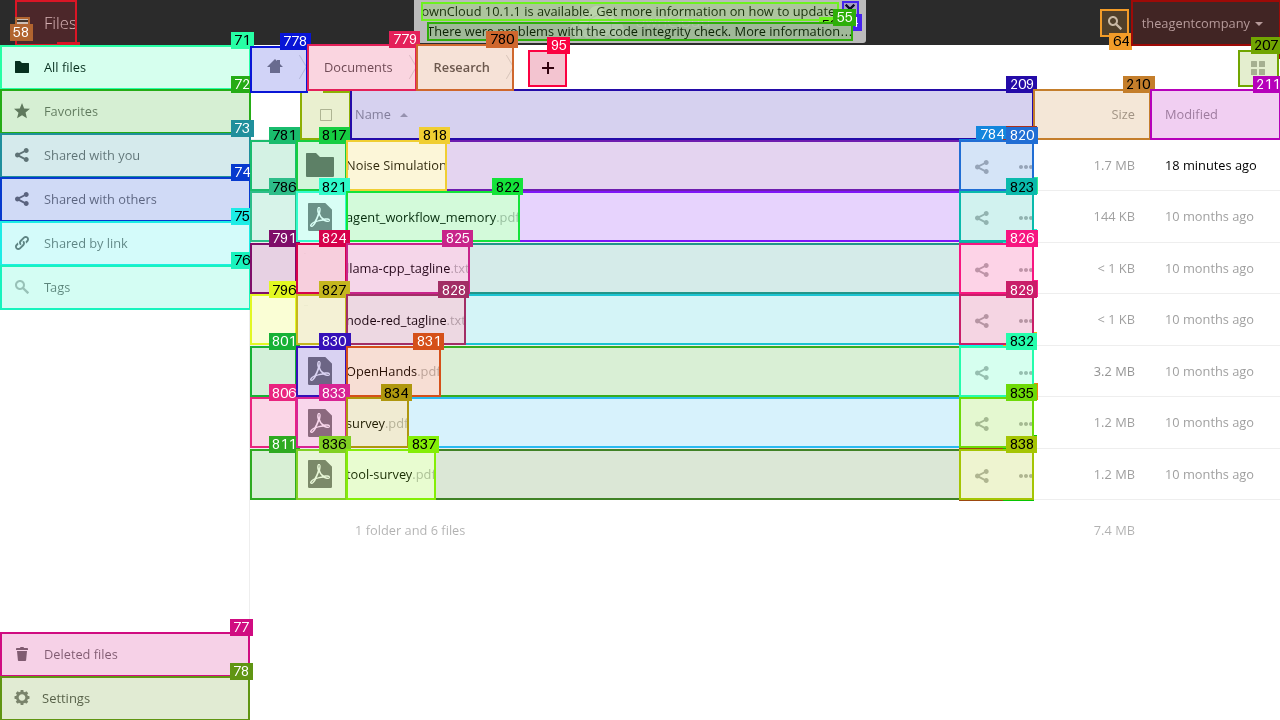 Files
ownCloud 10.1.1 is available. Get more information on how to update.
There were problems with the code integrity check. More information...
theagentcompany
58
55
64
71
All files
72
Favorites
73
Shared with you
74
Shared with others
75
Shared by link
76
Tags
77
Deleted files
78
Settings
778
779
Documents
780
Research
95
+
207
209
Name
210
Size
211
Modified
781
817
818
Noise Simulation
784
820
1.7 MB
18 minutes ago
786
821
822
agent_workflow_memory.pdf
823
144 KB
10 months ago
791
824
825
llama-cpp_tagline.txt
826
< 1 KB
10 months ago
796
827
828
node-red_tagline.txt
829
< 1 KB
10 months ago
801
830
831
OpenHands.pdf
832
3.2 MB
10 months ago
806
833
834
survey.pdf
835
1.2 MB
10 months ago
811
836
837
tool-survey.pdf
838
1.2 MB
10 months ago
1 folder and 6 files
7.4 MB